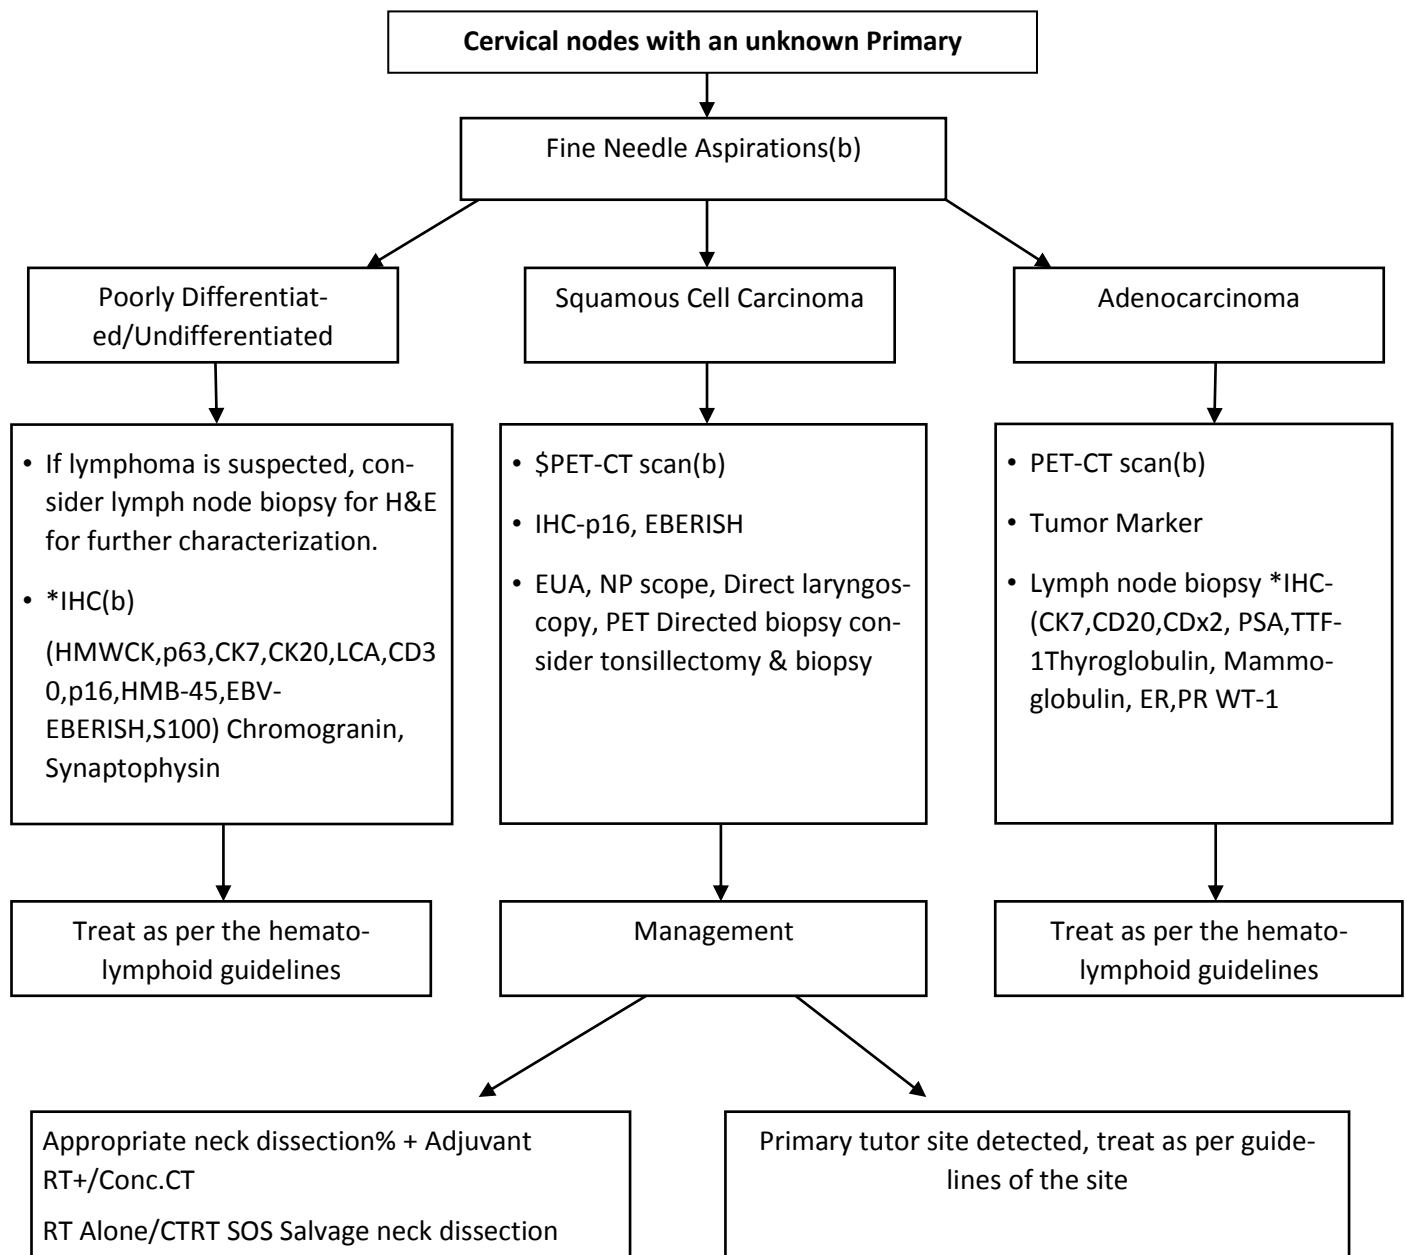 Cervical nodes with an unknown Primary
Fine Needle Aspirations(b)
Poorly Differentiat-
ed/Undifferentiated
Squamous Cell Carcinoma
Adenocarcinoma
• If lymphoma is suspected, con-
sider lymph node biopsy for H&E
for further characterization.
• *IHC(b)
(HMWCK,p63,CK7,CK20,LCA,CD3
0,p16,HMB-45,EBV-
EBERISH,S100) Chromogranin,
Synaptophysin
• $PET-CT scan(b)
• IHC-p16, EBERISH
• EUA, NP scope, Direct laryngos-
copy, PET Directed biopsy con-
sider tonsillectomy & biopsy
• PET-CT scan(b)
• Tumor Marker
• Lymph node biopsy *IHC-
(CK7,CD20,CDx2, PSA,TTF-
1Thyroglobulin, Mammo-
globulin, ER,PR WT-1
Treat as per the hemato-
lymphoid guidelines
Management
Treat as per the hemato-
lymphoid guidelines
Appropriate neck dissection% + Adjuvant
RT+/Conc.CT
RT Alone/CTRT SOS Salvage neck dissection
Primary tutor site detected, treat as per guide-
lines of the site